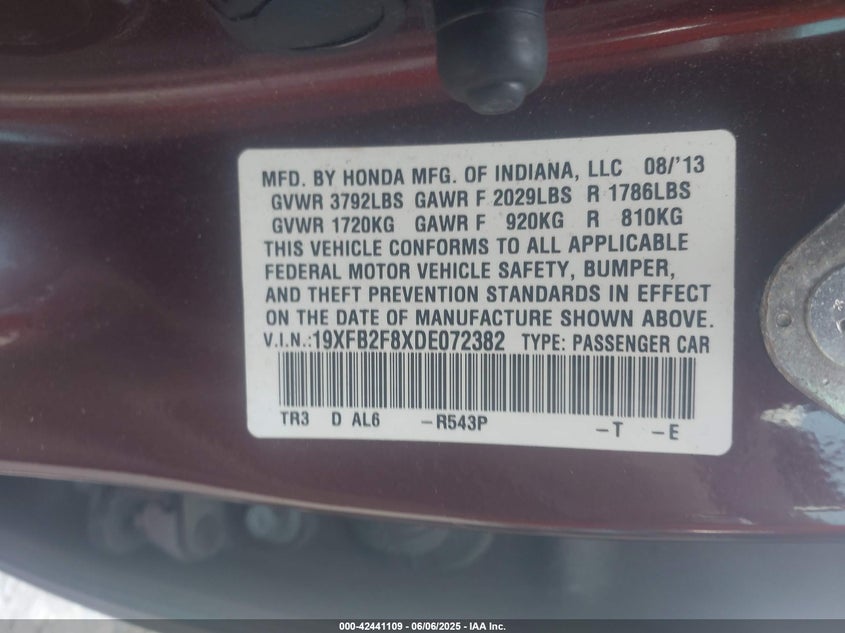 MFD. BY HONDA MFG. OF INDIANA, LLC 08/'13
GVWR 3792LBS GAWR F 2029LBS R 1786LBS
GVWR 1720KG GAWR F 920KG R 810KG
THIS VEHICLE CONFORMS TO ALL APPLICABLE
FEDERAL MOTOR VEHICLE SAFETY, BUMPER,
AND THEFT PREVENTION STANDARDS IN EFFECT
ON THE DATE OF MANUFACTURE SHOWN ABOVE.
V.I.N.:19XFB2F8XDE072382 TYPE: PASSENGER CAR
TR3 D AL6 -R543P -T -E
000-42441109 - 06/06/2025 - IAA Inc.